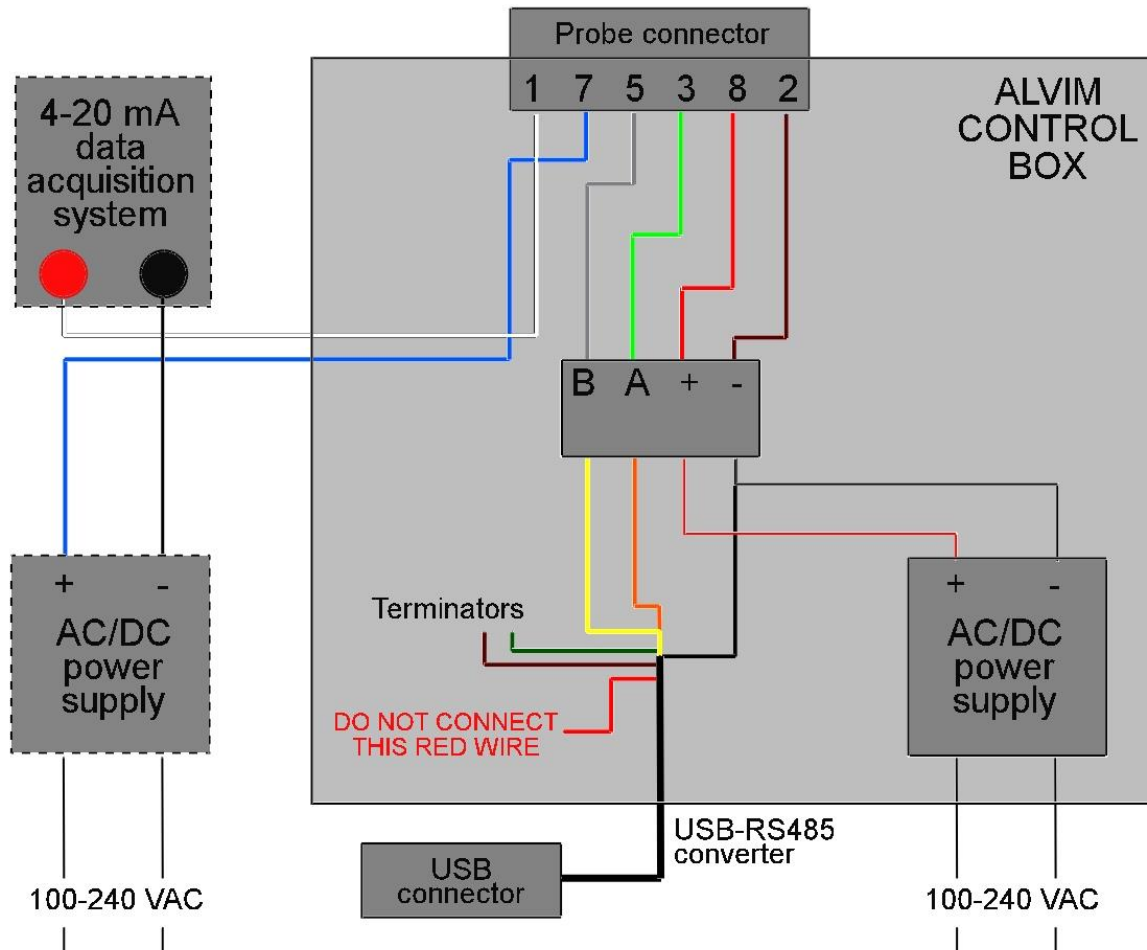 Probe connector
1 7 5 3 8 2
ALVIM
CONTROL
BOX
4-20 mA
data
acquisition
system
B A + -
+ -
AC/DC
power
supply
Terminators
DO NOT CONNECT
THIS RED WIRE
+ -
AC/DC
power
supply
USB-RS485
converter
USB
connector
100-240 VAC
100-240 VAC